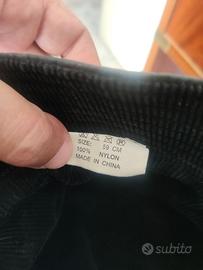 SIZE: 59 CM
100% NYLON
MADE IN CHINA
subito